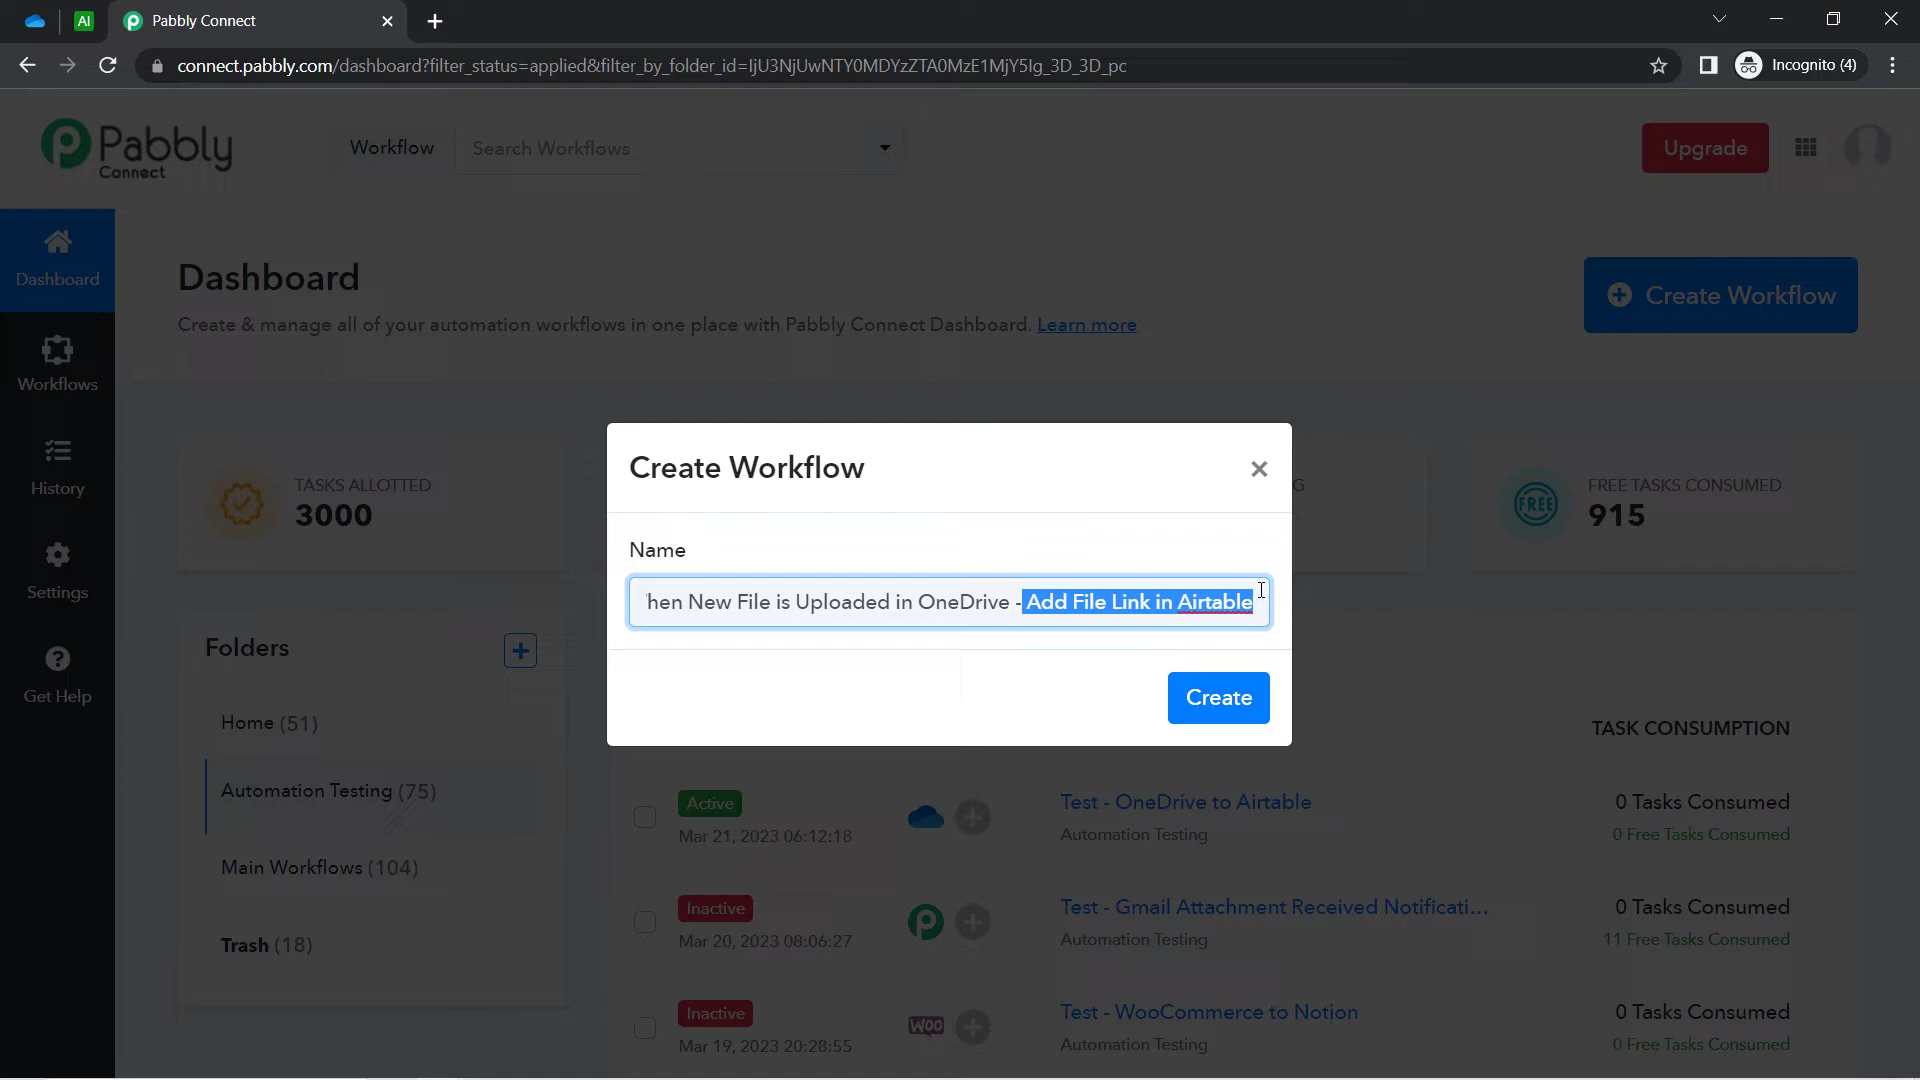 AI
Pabbly Connect
connect.pabbly.com/dashboard?filter_status=applied&filter_by_folder_id=IjU3NjUwNTY0MDYzZTA0MzE1MjY5Ig_3D_3D_pc
Incognito (4)
Pabbly
Connect
Workflow
Search Workflows
Upgrade
Dashboard
Workflows
History
Settings
Get Help
Dashboard
Create & manage all of your automation workflows in one place with Pabbly Connect Dashboard. Learn more
Create Workflow
TASKS ALLOTTED
3000
G
FREE
FREE TASKS CONSUMED
915
Create Workflow
Name
hen New File is Uploaded in OneDrive - Add File Link in Airtable
Create
Folders
Home (51)
Automation Testing (75)
Main Workflows (104)
Trash (18)
TASK CONSUMPTION
Active
Mar 21, 2023 06:12:18
Test - OneDrive to Airtable
Automation Testing
0 Tasks Consumed
0 Free Tasks Consumed
Inactive
Mar 20, 2023 08:06:27
Test - Gmail Attachment Received Notificati...
Automation Testing
0 Tasks Consumed
11 Free Tasks Consumed
Inactive
Mar 19, 2023 20:28:55
Woo
Test - WooCommerce to Notion
Automation Testing
0 Tasks Consumed
0 Free Tasks Consumed